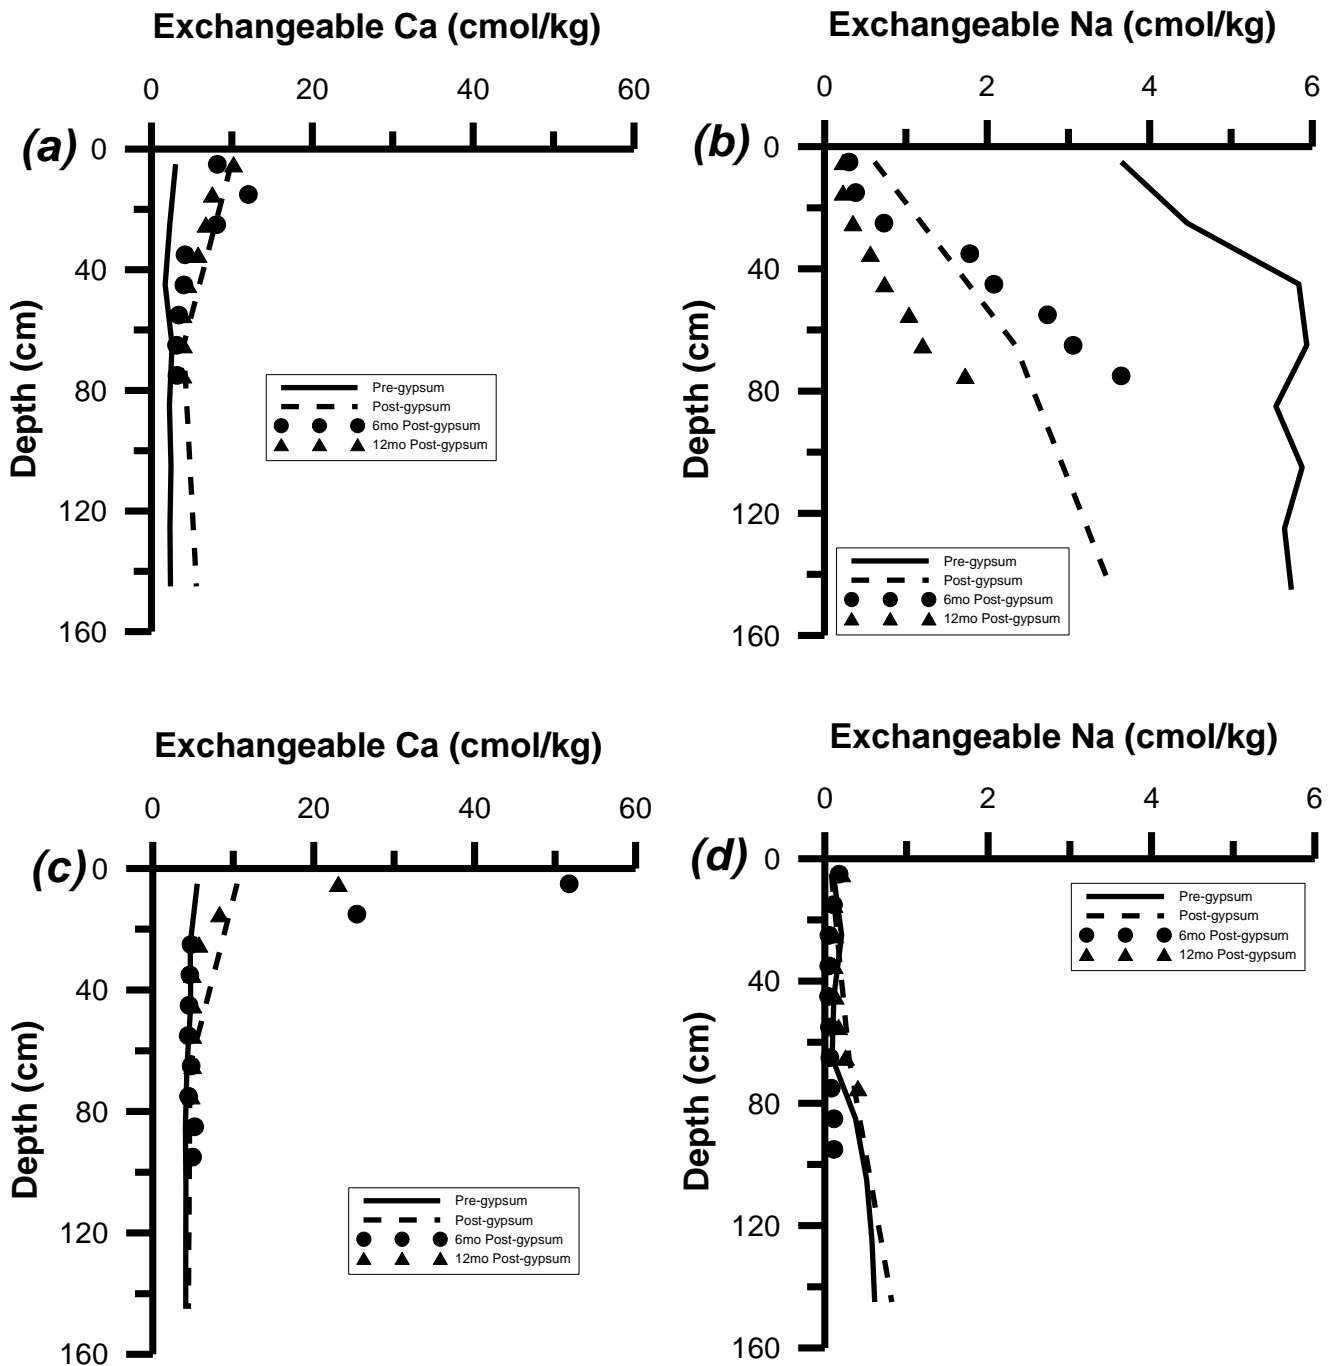 Exchangeable Ca (cmol/kg)
0 20 40 60
(a)
0
40
80
120
160
Depth (cm)
Pre-gypsum
Post-gypsum
6mo Post-gypsum
12mo Post-gypsum
Exchangeable Na (cmol/kg)
0 2 4 6
(b)
0
40
80
120
160
Depth (cm)
Pre-gypsum
Post-gypsum
6mo Post-gypsum
12mo Post-gypsum
Exchangeable Ca (cmol/kg)
0 20 40 60
(c)
0
40
80
120
160
Depth (cm)
Pre-gypsum
Post-gypsum
6mo Post-gypsum
12mo Post-gypsum
Exchangeable Na (cmol/kg)
0 2 4 6
(d)
0
40
80
120
160
Depth (cm)
Pre-gypsum
Post-gypsum
6mo Post-gypsum
12mo Post-gypsum